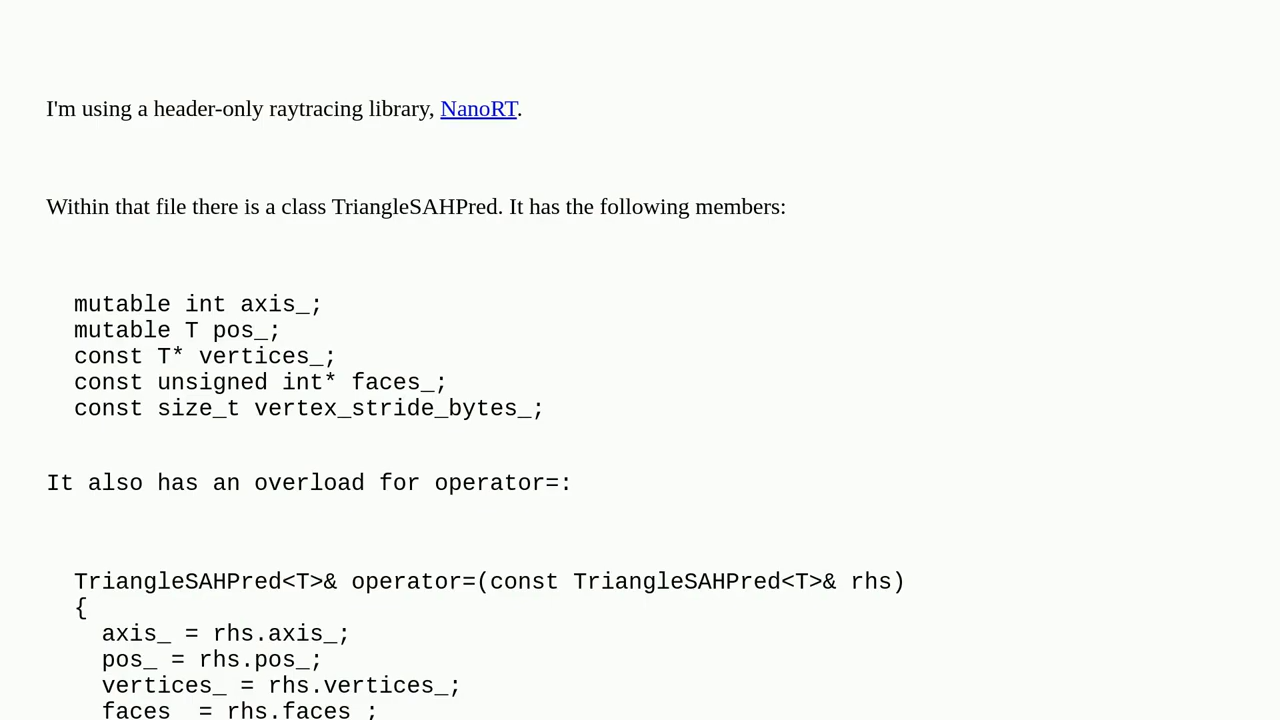 I'm using a header-only raytracing library, NanoRT.
Within that file there is a class TriangleSAHPred. It has the following members:
mutable int axis_;
mutable T pos_;
const T* vertices_;
const unsigned int* faces_;
const size_t vertex_stride_bytes_;
It also has an overload for operator=:
TriangleSAHPred<T>& operator=(const TriangleSAHPred<T>& rhs)
{
axis_ = rhs.axis_;
pos_ = rhs.pos_;
vertices_ = rhs.vertices_;
faces_ = rhs.faces_;